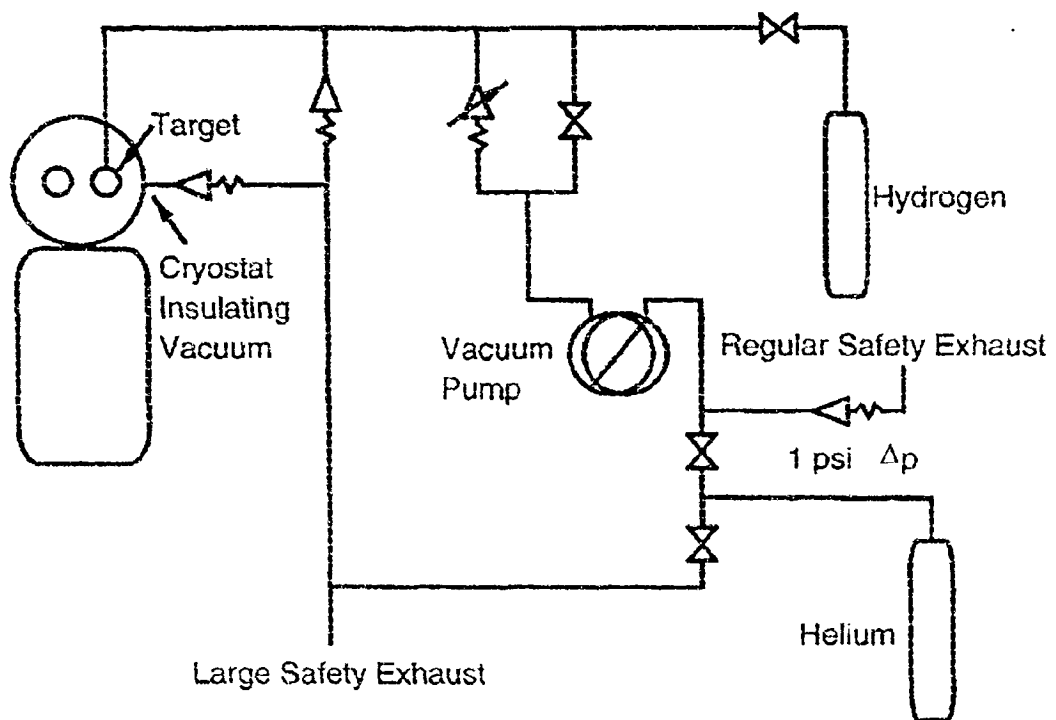 Target
Hydrogen
Cryostat
Insulating
Vacuum
Vacuum
Pump
Regular Safety Exhaust
1 psi Δp
Helium
Large Safety Exhaust